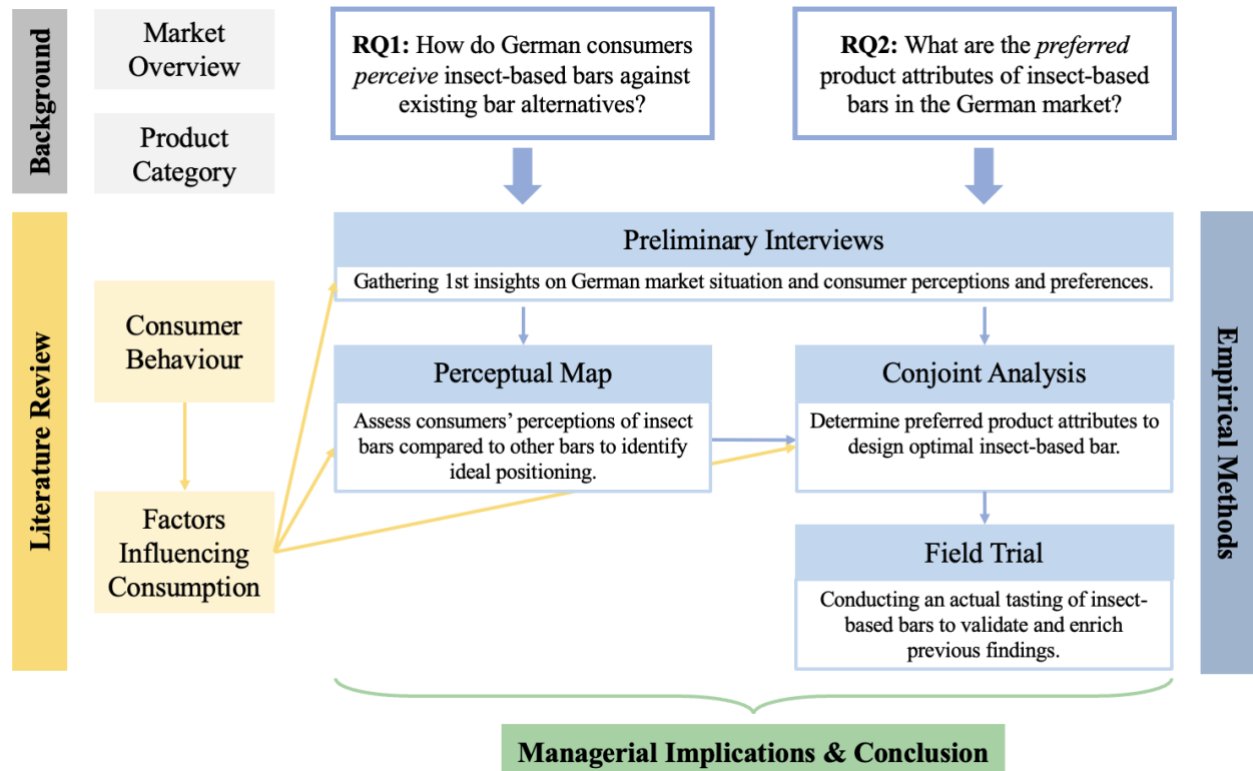 Background
Market
Overview
Product
Category
RQ1: How do German consumers
perceive insect-based bars against
existing bar alternatives?
RQ2: What are the preferred
product attributes of insect-based
bars in the German market?
Literature Review
Consumer
Behaviour
Factors
Influencing
Consumption
Preliminary Interviews
Gathering 1st insights on German market situation and consumer perceptions and preferences.
Perceptual Map
Assess consumers’ perceptions of insect
bars compared to other bars to identify
ideal positioning.
Conjoint Analysis
Determine preferred product attributes to
design optimal insect-based bar.
Field Trial
Conducting an actual tasting of insect-
based bars to validate and enrich
previous findings.
Empirical Methods
Managerial Implications & Conclusion